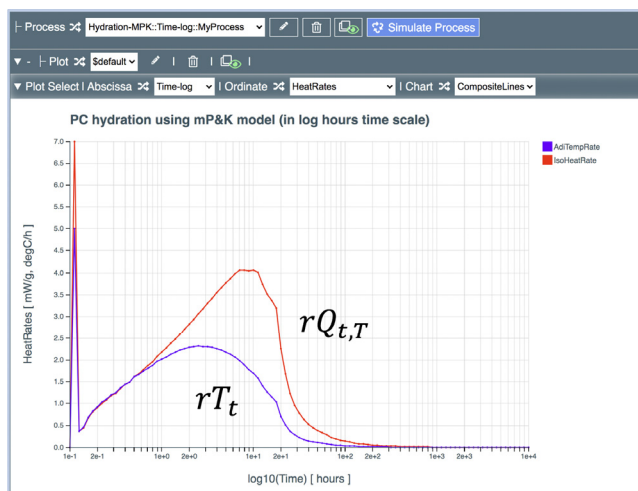 Process Hydration-MPK::Time-log::MyProcess Simulate Process
- Plot $default | | |
Plot Select | Abscissa Time-log | Ordinate HeatRates | Chart CompositeLines
PC hydration using mP&K model (in log hours time scale)
AdiTempRate
IsoHeatRate
7.0
6.5
6.0
5.5
5.0
4.5
4.0
3.5
3.0
2.5
2.0
1.5
1.0
0.5
0.0
HeatRates [ mW/g, degC/h ]
rQt,T
rTt
1e-1 2e-1 1e0 2e+0 1e+1 2e+1 1e+2 2e+2 1e+3 2e+3 1e+4
log10(Time) [ hours ]